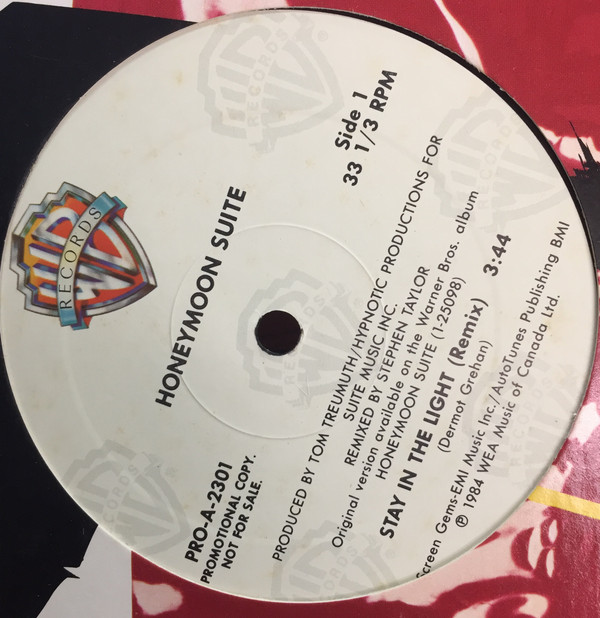 WB
RECORDS
HONEYMOON SUITE
Side 1
33 1/3 RPM
PRO-A-2301
PROMOTIONAL COPY.
NOT FOR SALE.
PRODUCED BY TOM TREUMUTH/HYPNOTIC PRODUCTIONS FOR
SUITE MUSIC INC.
REMIXED BY STEPHEN TAYLOR
Original version available on the Warner Bros. album
HONEYMOON SUITE (1-25098)
STAY IN THE LIGHT (Remix) 3:44
(Dermot Grehan)
Screen Gems-EMI Music Inc./AutoTunes Publishing BMI
℗ 1984 WEA Music of Canada Ltd.